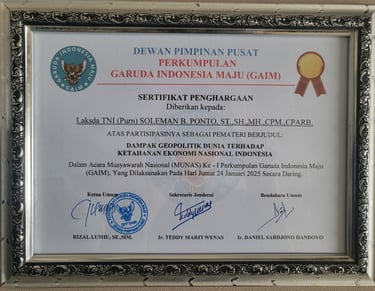 DEWAN PIMPINAN PUSAT
PERKUMPULAN
GARUDA INDONESIA MAJU (GAIM)
SERTIFIKAT PENGHARGAAN
Diberikan kepada:
Laksda TNI (Purn) SOLEMAN B. PONTO, ST.,SH.,MH.,CPM.,CPARB.
ATAS PARTISIPASINYA SEBAGAI PEMATERI BERJUDUL:
DAMPAK GEOPOLITIK DUNIA TERHADAP
KETAHANAN EKONOMI NASIONAL INDONESIA
Dalam Acara Musyawarah Nasional (MUNAS) Ke - I Perkumpulan Garuda Indonesia Maju
(GAIM), Yang Dilaksanakan Pada Hari Jumat 24 Januari 2025 Secara Daring.
Ketua Umum Sekretaris Jenderal Bendahara Umum
RIZAL LUMIU, SE.,MM. Ir. TEDDY MARFI WENAS Ir. DANIEL SARDJONO HANDOYO